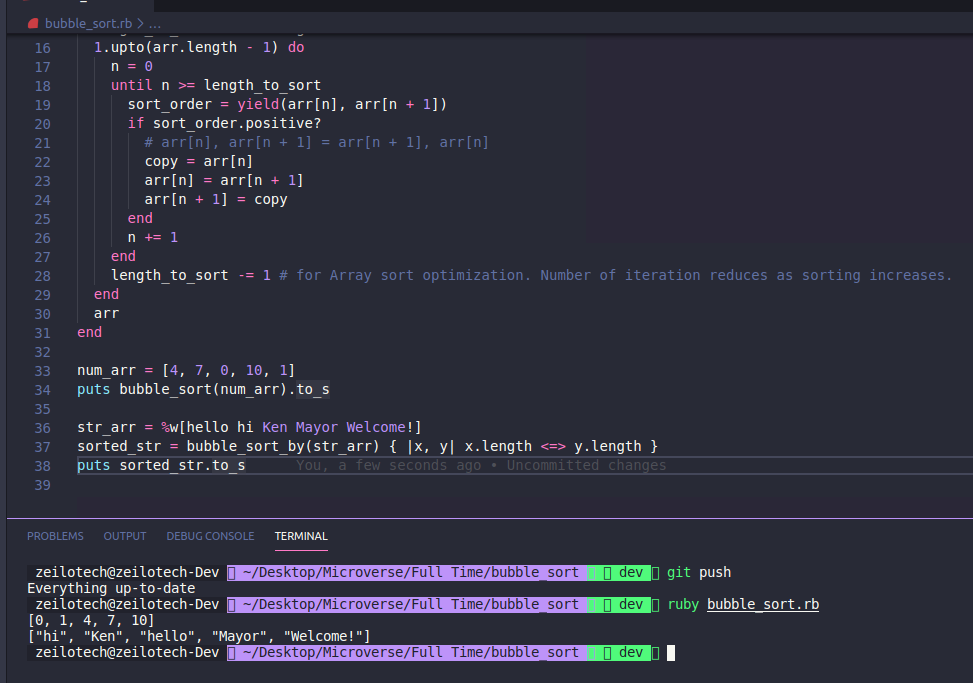 bubble_sort.rb > ...
16 1.upto(arr.length - 1) do
17 n = 0
18 until n >= length_to_sort
19 sort_order = yield(arr[n], arr[n + 1])
20 if sort_order.positive?
21 # arr[n], arr[n + 1] = arr[n + 1], arr[n]
22 copy = arr[n]
23 arr[n] = arr[n + 1]
24 arr[n + 1] = copy
25 end
26 n += 1
27 end
28 length_to_sort -= 1 # for Array sort optimization. Number of iteration reduces as sorting increases.
29 end
30 arr
31 end
32
33 num_arr = [4, 7, 0, 10, 1]
34 puts bubble_sort(num_arr).to_s
35
36 str_arr = %w[hello hi Ken Mayor Welcome!]
37 sorted_str = bubble_sort_by(str_arr) { |x, y| x.length <=> y.length }
38 puts sorted_str.to_s You, a few seconds ago • Uncommitted changes
39
PROBLEMS OUTPUT DEBUG CONSOLE TERMINAL
zeilotech@zeilotech-Dev ~/Desktop/Microverse/Full Time/bubble_sort dev git push
Everything up-to-date
zeilotech@zeilotech-Dev ~/Desktop/Microverse/Full Time/bubble_sort dev ruby bubble_sort.rb
[0, 1, 4, 7, 10]
["hi", "Ken", "hello", "Mayor", "Welcome!"]
zeilotech@zeilotech-Dev ~/Desktop/Microverse/Full Time/bubble_sort dev